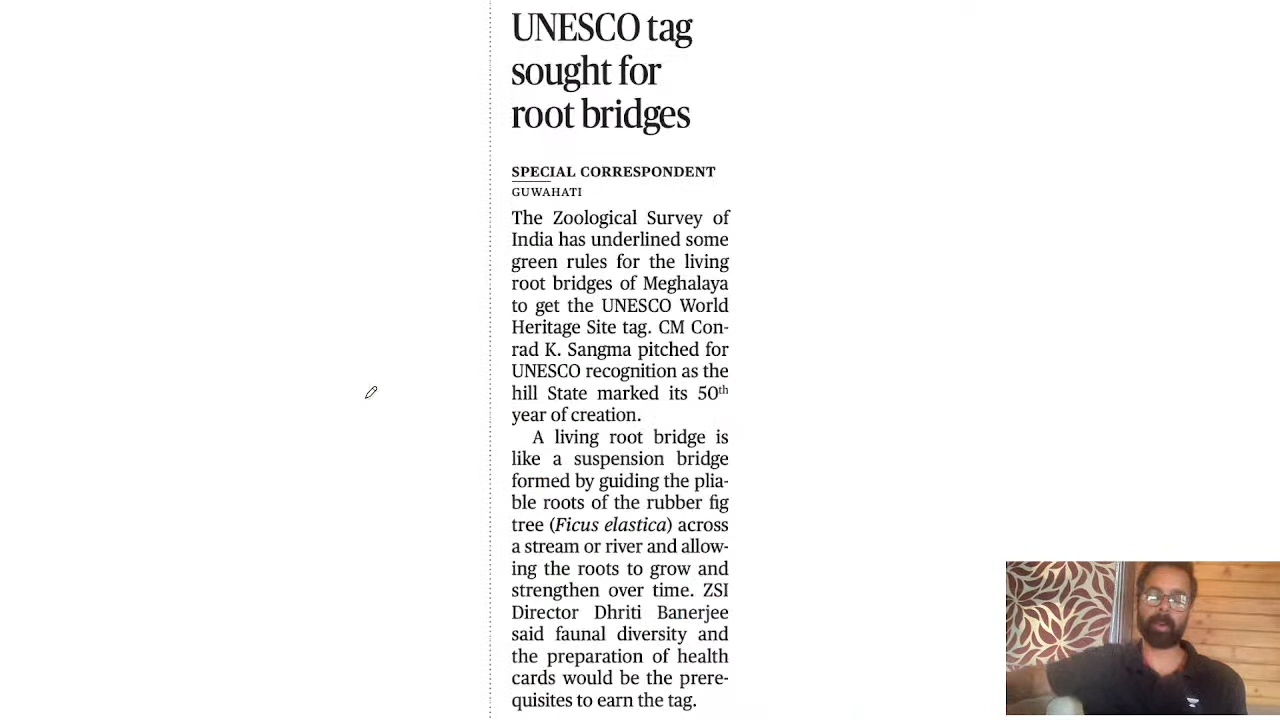 UNESCO tag
sought for
root bridges
SPECIAL CORRESPONDENT
GUWAHATI
The Zoological Survey of
India has underlined some
green rules for the living
root bridges of Meghalaya
to get the UNESCO World
Heritage Site tag. CM Con-
rad K. Sangma pitched for
UNESCO recognition as the
hill State marked its 50th
year of creation.
A living root bridge is
like a suspension bridge
formed by guiding the plia-
ble roots of the rubber fig
tree (Ficus elastica) across
a stream or river and allow-
ing the roots to grow and
strengthen over time. ZSI
Director Dhriti Banerjee
said faunal diversity and
the preparation of health
cards would be the prere-
quisites to earn the tag.